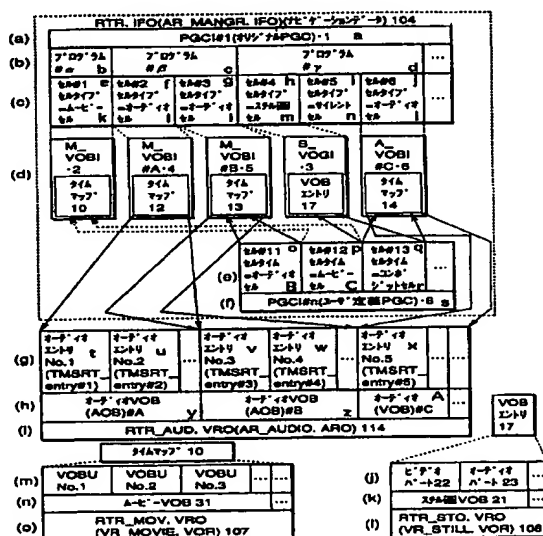 RTR. IFO(AR_MANGR. IFO)(ナビゲーションデータ) 104
(a) PGCI#1(オリジナルPGC)・1 a
(b) プログラム #α b プログラム #β c プログラム #γ d
(c) セル#1 e セルタイプ =ムービーセル k
セル#2 f セルタイプ =オーディオセル l
セル#3 g セルタイプ =オーディオセル l
セル#4 h セルタイプ =スチル画セル m
セル#5 i セルタイプ =サイレントセル n
セル#6 j セルタイプ =オーディオセル l
(d) M_VOBI ・2 タイムマップ 10
M_VOBI #A・4 タイムマップ 12
M_VOBI #B・5 タイムマップ 13
S_VOGI ・3 VOBエントリ 17
A_VOBI #C・6 タイムマップ 14
(e) セル#11 o セルタイム =オーディオセル B
セル#12 p セルタイム =ムービーセル C
セル#13 q セルタイム =コンポジットセル r
(f) PGCI#n(ユーザ定義PGC)・8 s
(g) オーディオエントリ t No.1 (TMSRT_entry#1)
オーディオエントリ u No.2 (TMSRT_entry#2)
オーディオエントリ v No.3 (TMSRT_entry#3)
オーディオエントリ w No.4 (TMSRT_entry#4)
オーディオエントリ x No.5 (TMSRT_entry#5)
(h) オーディオVOB (AOB)#A y オーディオVOB (AOB)#B z オーディオ (VOB)#C A
(i) RTR_AUD. VRO(AR_AUDIO. ARO) 114
タイムマップ 10
VOBエントリ 17
(m) VOBU No.1 VOBU No.2 VOBU No.3
(n) ムービーVOB 31
(o) RTR_MOV. VRO (VR_MOVIE. VOR) 107
(j) ビデオパート22 オーディオパート 23
(k) スチル画VOB 21
(l) RTR_STO. VRO (VR_STILL. VOR) 106